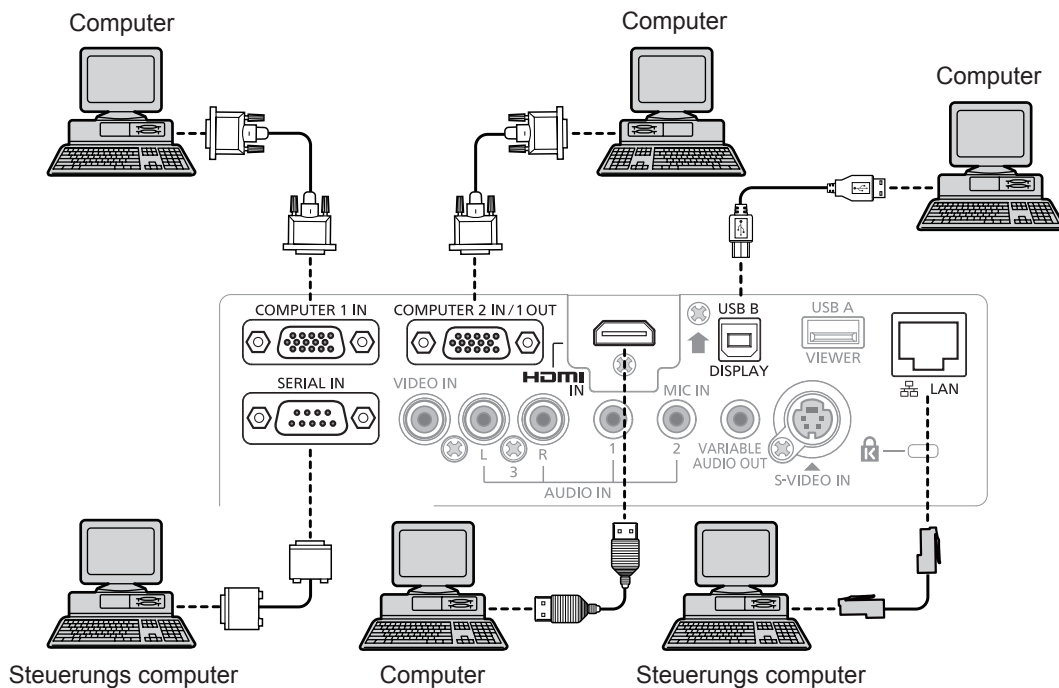 Computer
Computer
Computer
COMPUTER 1 IN
COMPUTER 2 IN/1 OUT
USB B
USB A
VIEWER
DISPLAY
HDMI
IN
SERIAL IN
VIDEO IN
MIC IN
LAN
L
R
1
2
3
VARIABLE
AUDIO OUT
AUDIO IN
S-VIDEO IN
K
Steuerungs computer
Computer
Steuerungs computer